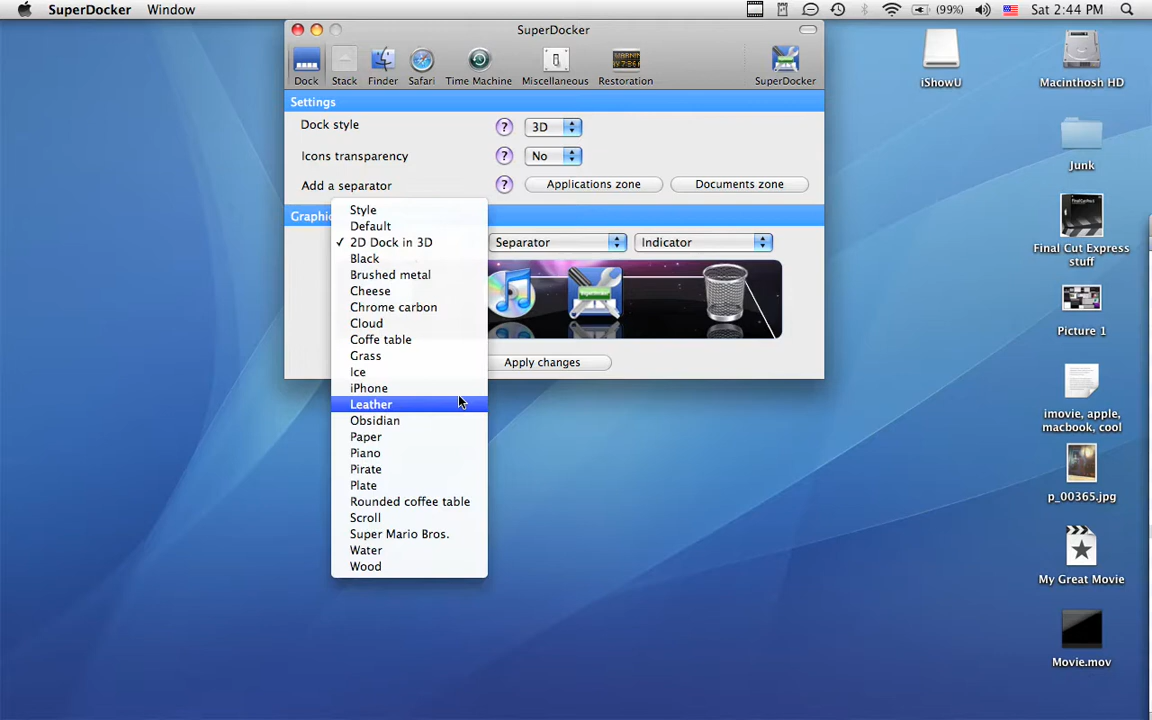 SuperDocker Window (99%) Sat 2:44 PM
SuperDocker
Dock Stack Finder Safari Time Machine Miscellaneous Restoration SuperDocker
Settings
Dock style ? 3D
Icons transparency ? No
Add a separator ? Applications zone Documents zone
Graphi
Separator Indicator
Apply changes
Style
Default
✓ 2D Dock in 3D
Black
Brushed metal
Cheese
Chrome carbon
Cloud
Coffe table
Grass
Ice
iPhone
Leather
Obsidian
Paper
Piano
Pirate
Plate
Rounded coffee table
Scroll
Super Mario Bros.
Water
Wood
iShowU
Macinthosh HD
Junk
Final Cut Express
stuff
Picture 1
imovie, apple,
macbook, cool
p_00365.jpg
My Great Movie
Movie.mov